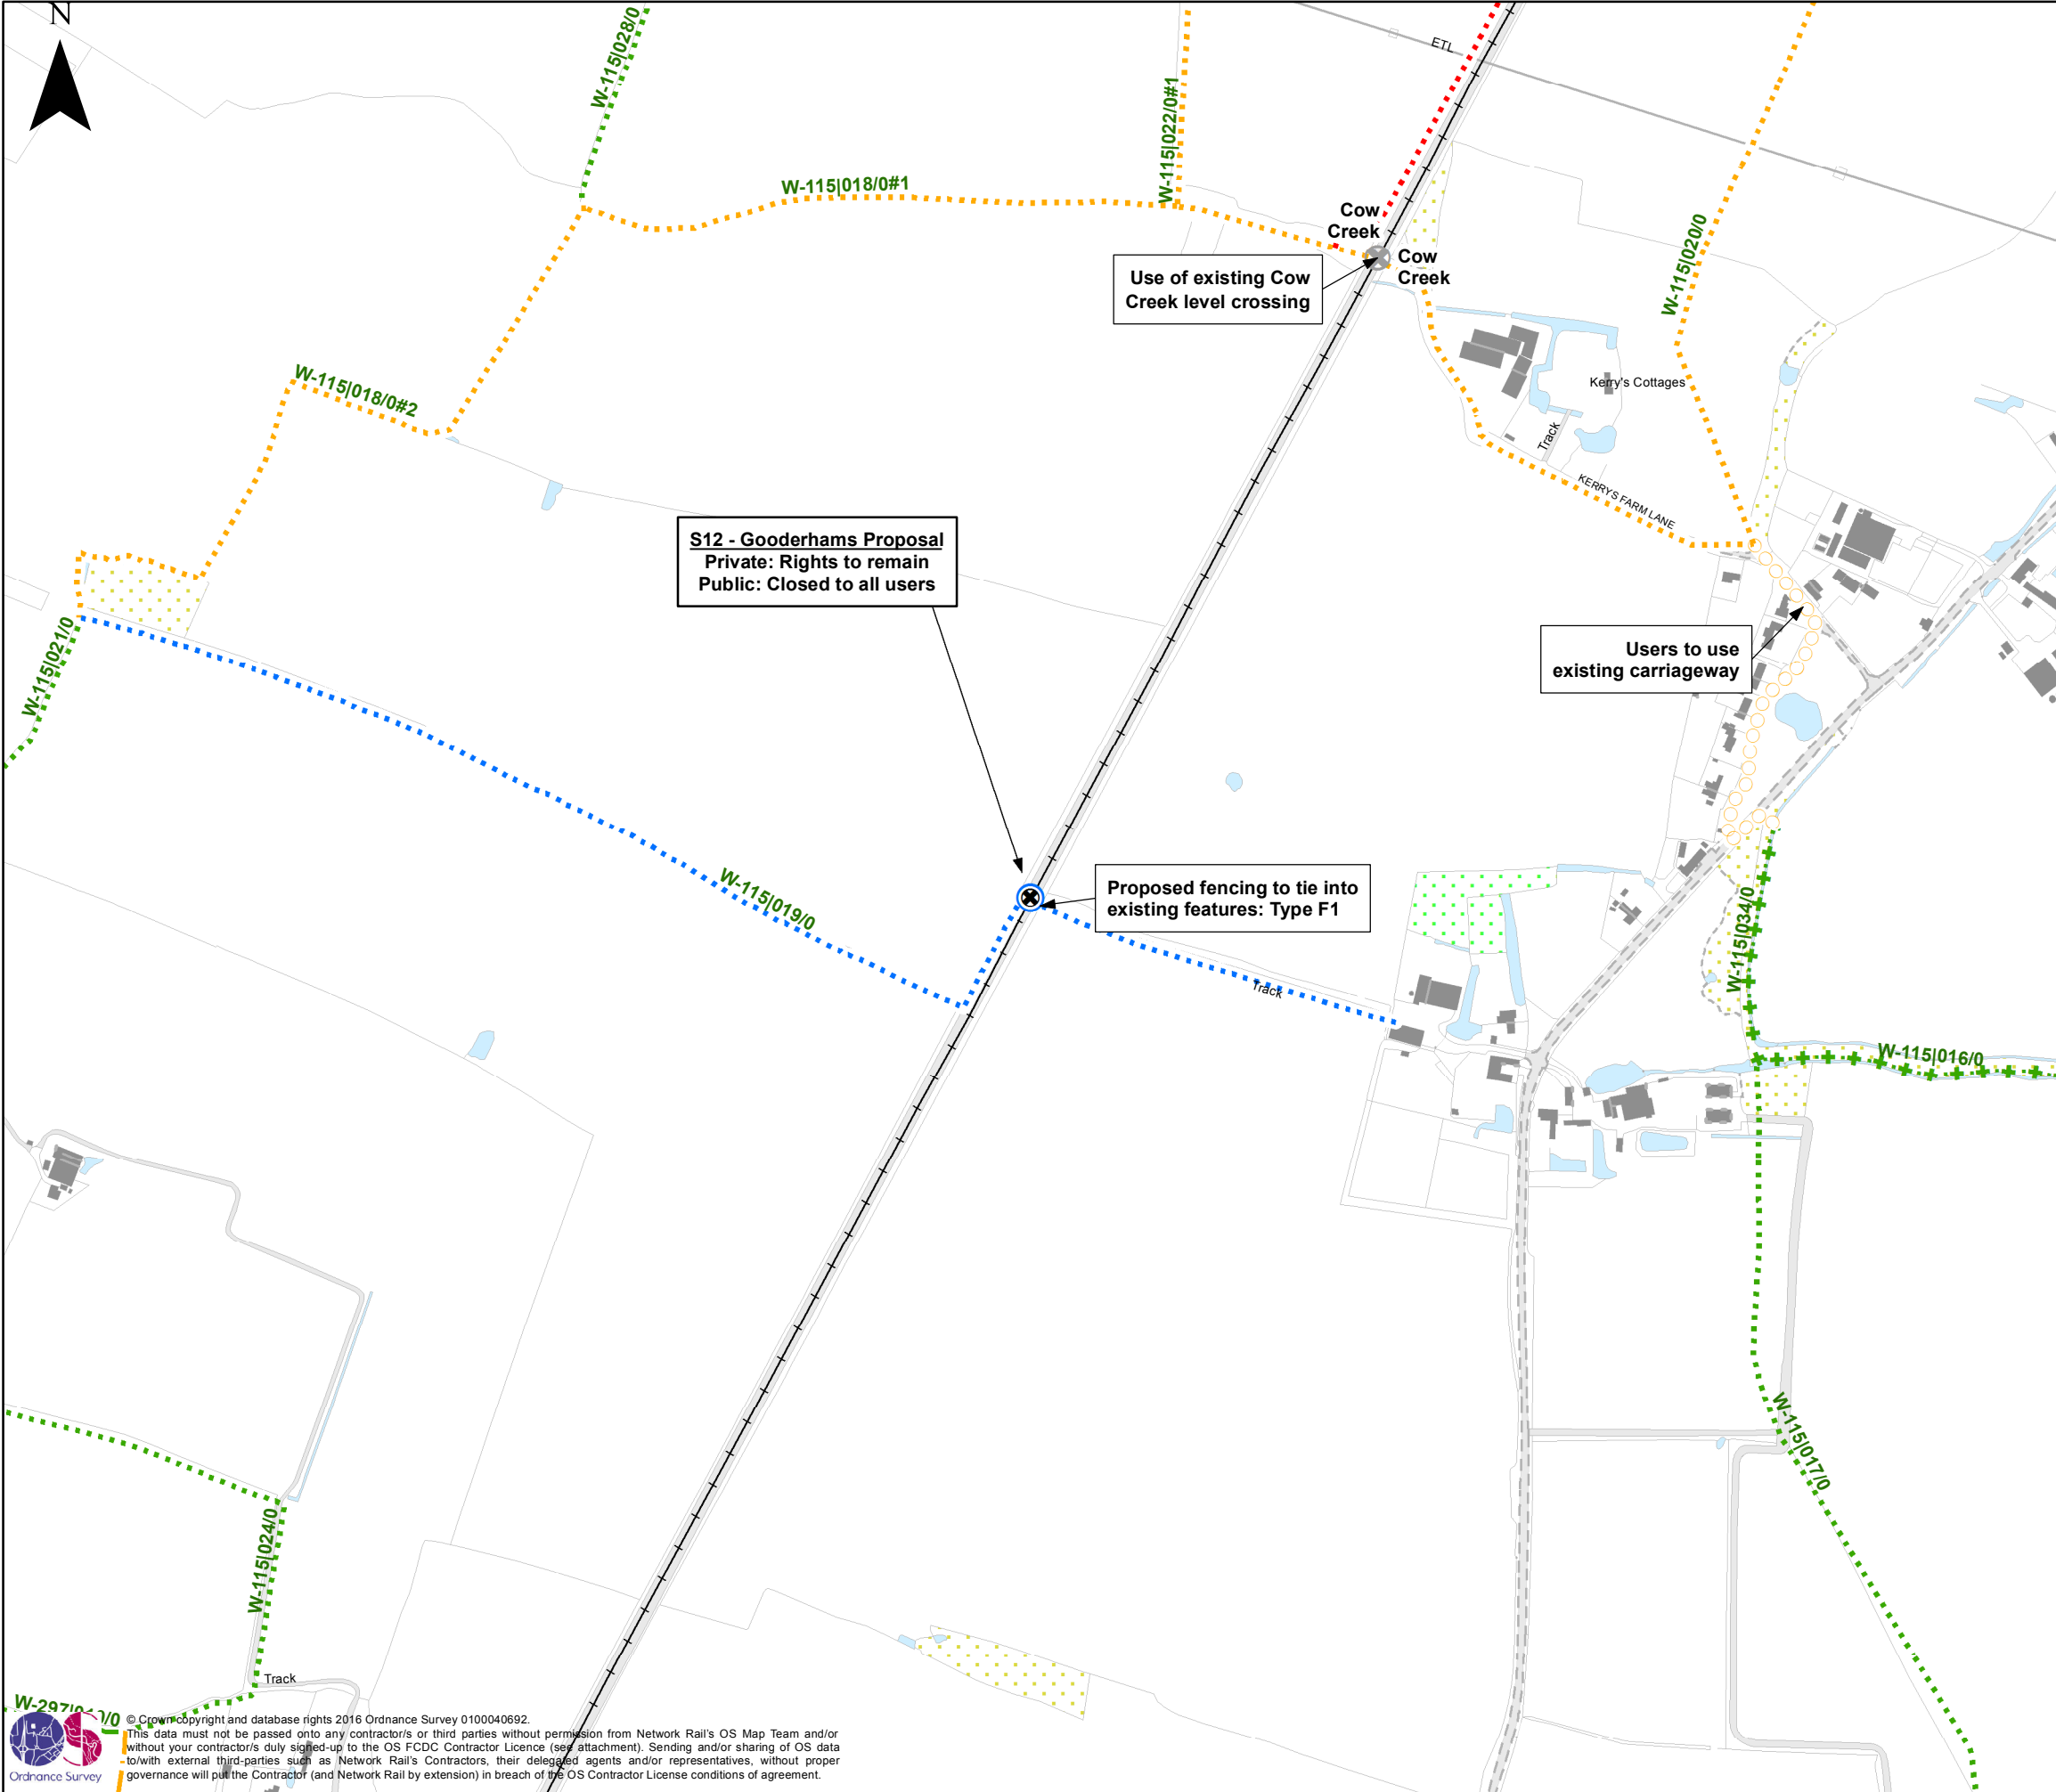 N
W-115|028/0
W-115|022/0#1
ETL
W-115|018/0#1
Cow
Creek
W-115|020/0
Cow
Creek
Use of existing Cow
Creek level crossing
W-115|018/0#2
Kerry's Cottages
Track
KERRYS FARM LANE
S12 - Gooderhams Proposal
Private: Rights to remain
Public: Closed to all users
W-115|021/0
Users to use
existing carriageway
W-115|019/0
Proposed fencing to tie into
existing features: Type F1
Track
W-115|034/0
W-115|016/0
W-115|017/0
W-115|024/0
Track
© Crown copyright and database rights 2016 Ordnance Survey 0100040692.
This data must not be passed onto any contractor/s or third parties without permission from Network Rail's OS Map Team and/or
without your contractor/s duly signed-up to the OS FCDC Contractor Licence (see attachment). Sending and/or sharing of OS data
to/with external third-parties such as Network Rail's Contractors, their delegated agents and/or representatives, without proper
governance will put the Contractor (and Network Rail by extension) in breach of the OS Contractor License conditions of agreement.
Ordnance Survey